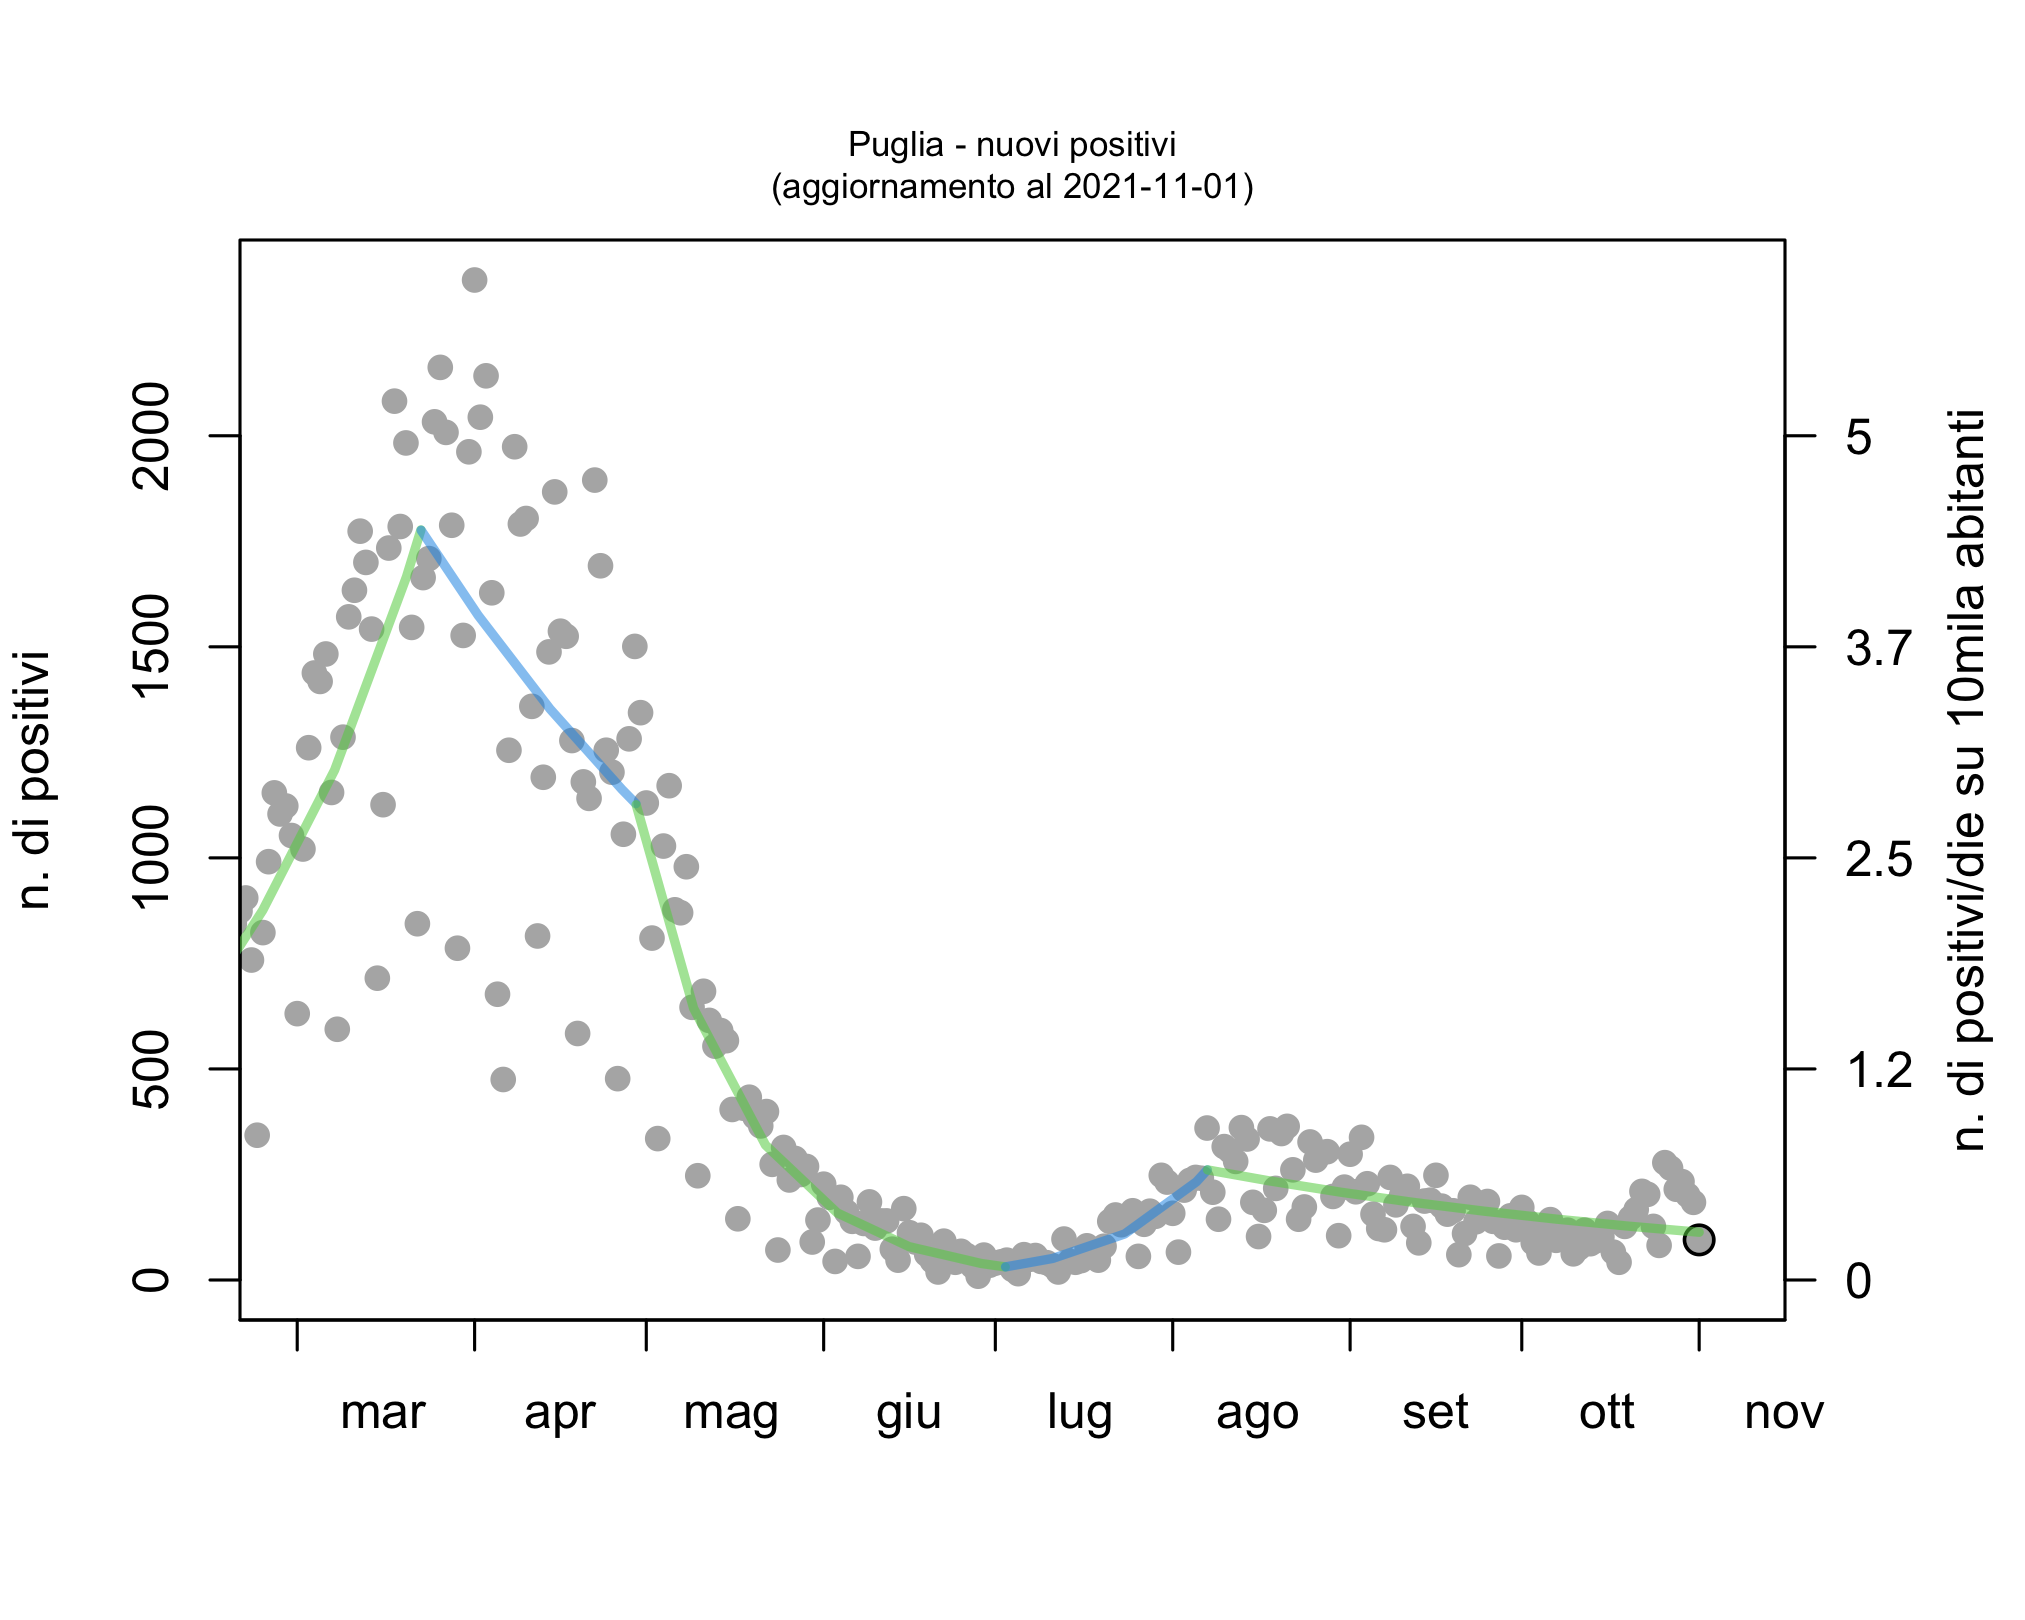 Puglia - nuovi positivi
(aggiornamento al 2021-11-01)
n. di positivi
2000
1500
1000
500
0
5
3.7
2.5
1.2
0
n. di positivi/die su 10mila abitanti
mar apr mag giu lug ago set ott nov